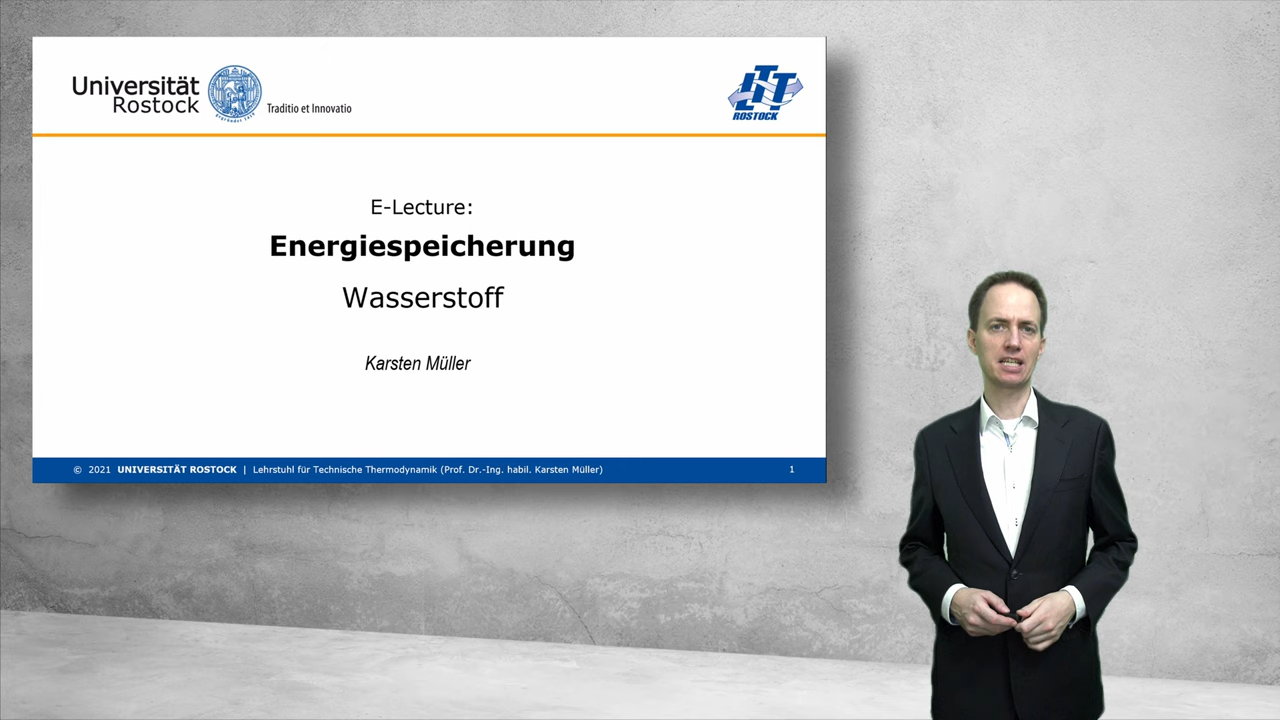 Universität
Rostock
Traditio et Innovatio
LTT
ROSTOCK
E-Lecture:
Energiespeicherung
Wasserstoff
Karsten Müller
© 2021 UNIVERSITÄT ROSTOCK | Lehrstuhl für Technische Thermodynamik (Prof. Dr.-Ing. habil. Karsten Müller)
1